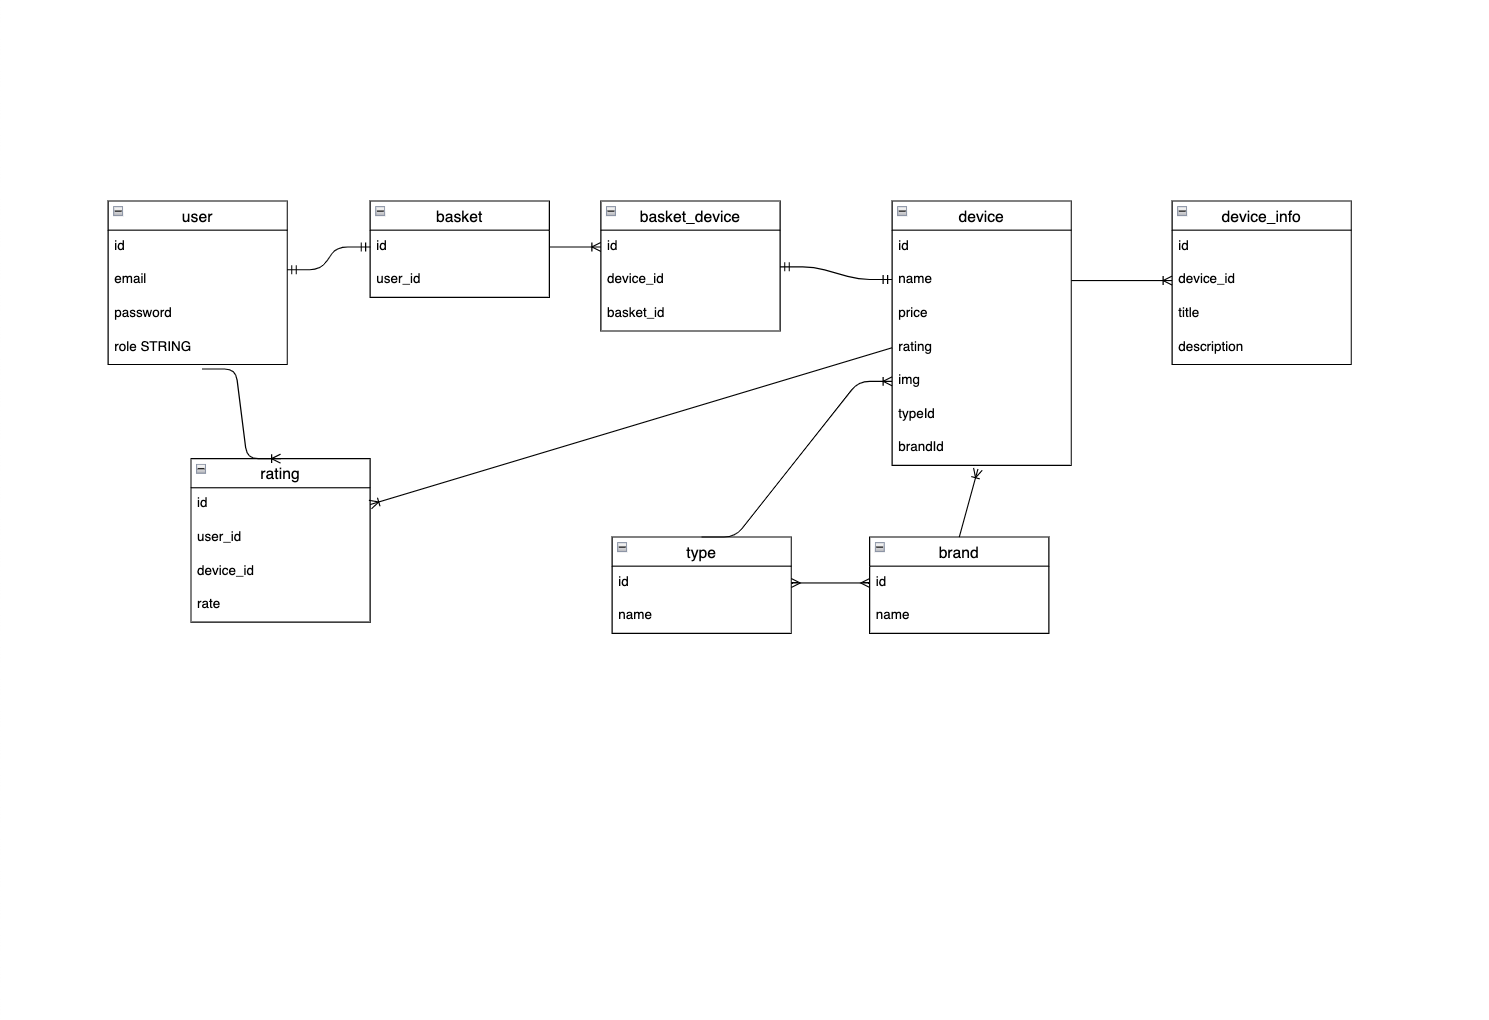 user
id
email
password
role STRING
basket
id
user_id
basket_device
id
device_id
basket_id
device
id
name
price
rating
img
typeId
brandId
device_info
id
device_id
title
description
rating
id
user_id
device_id
rate
type
id
name
brand
id
name